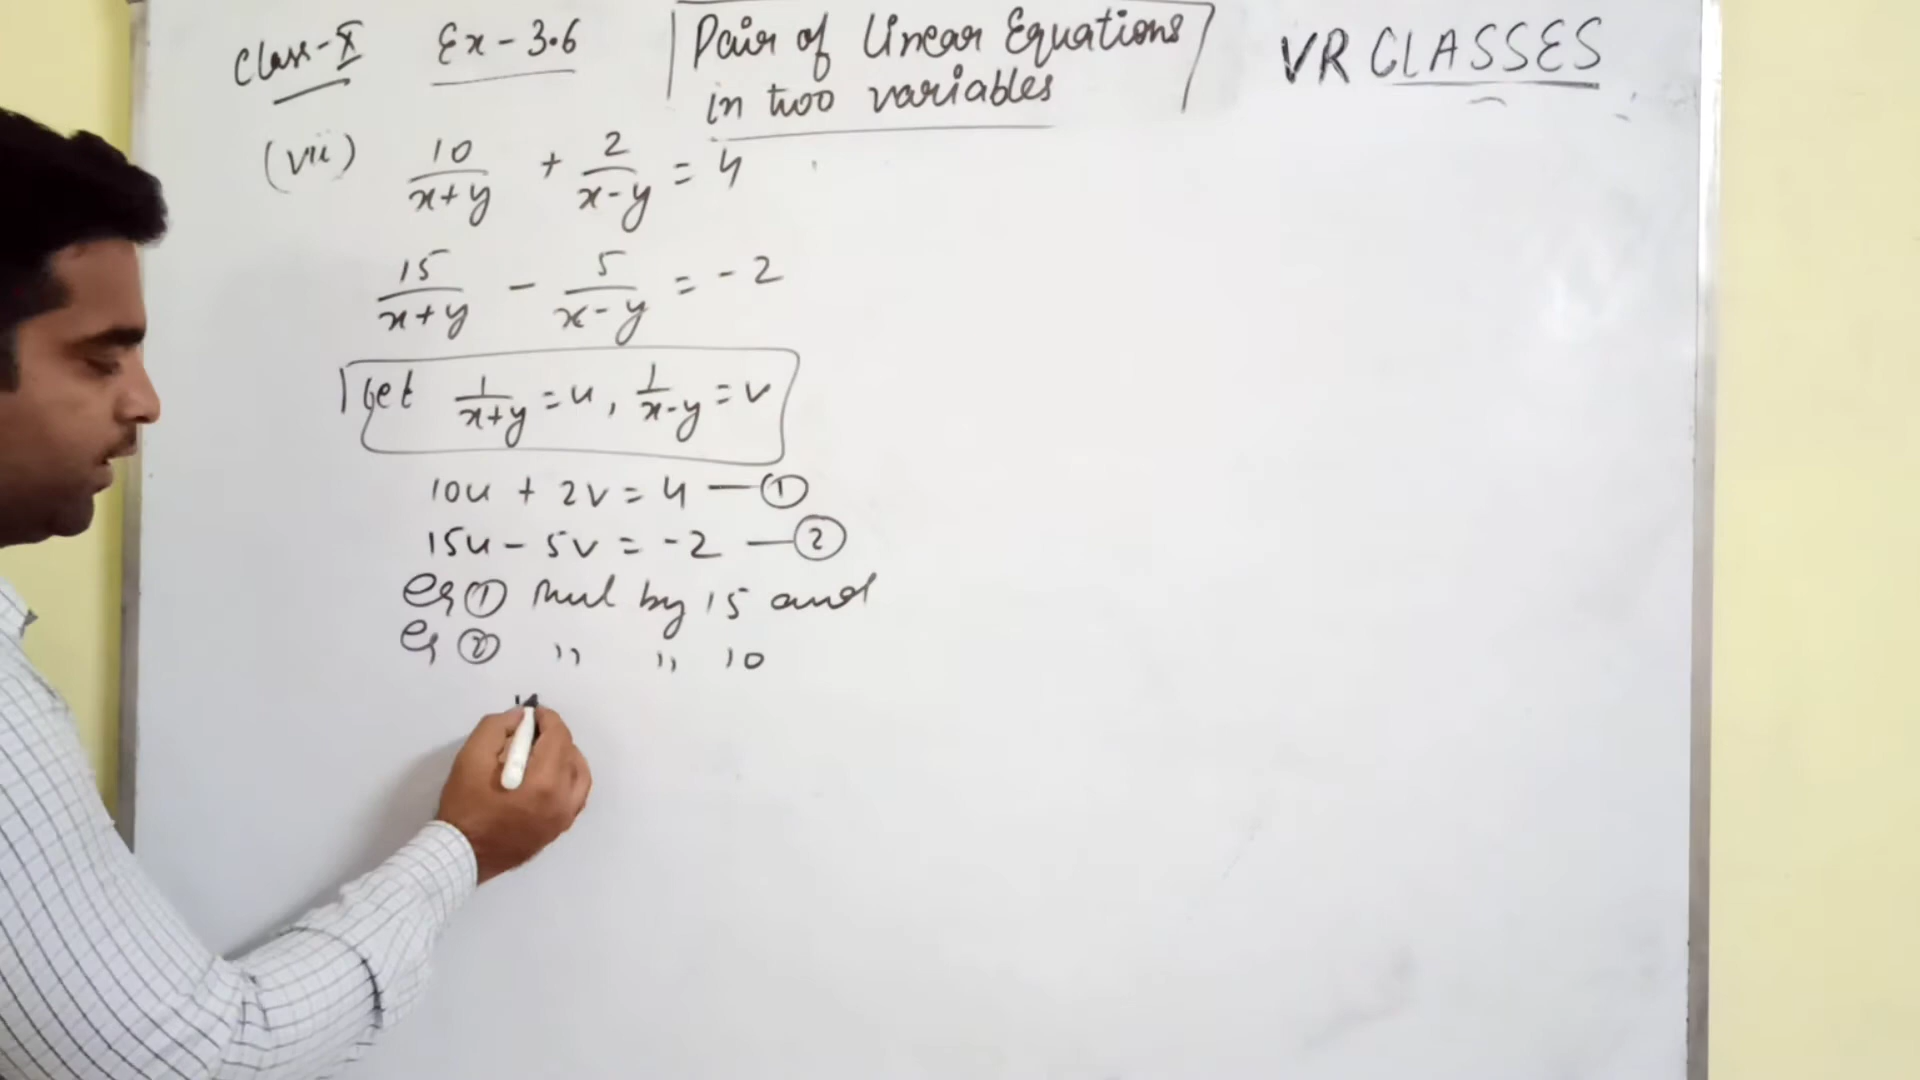 Class-X Ex-3.6 Pair of Linear Equations in two variables VR CLASSES
(vii) 10/(x+y) + 2/(x-y) = 4
15/(x+y) - 5/(x-y) = -2
Let 1/(x+y) = u, 1/(x-y) = v
10u + 2v = 4 — ①
15u - 5v = -2 — ②
Eq ① mul by 15 and
Eq ② " " 10